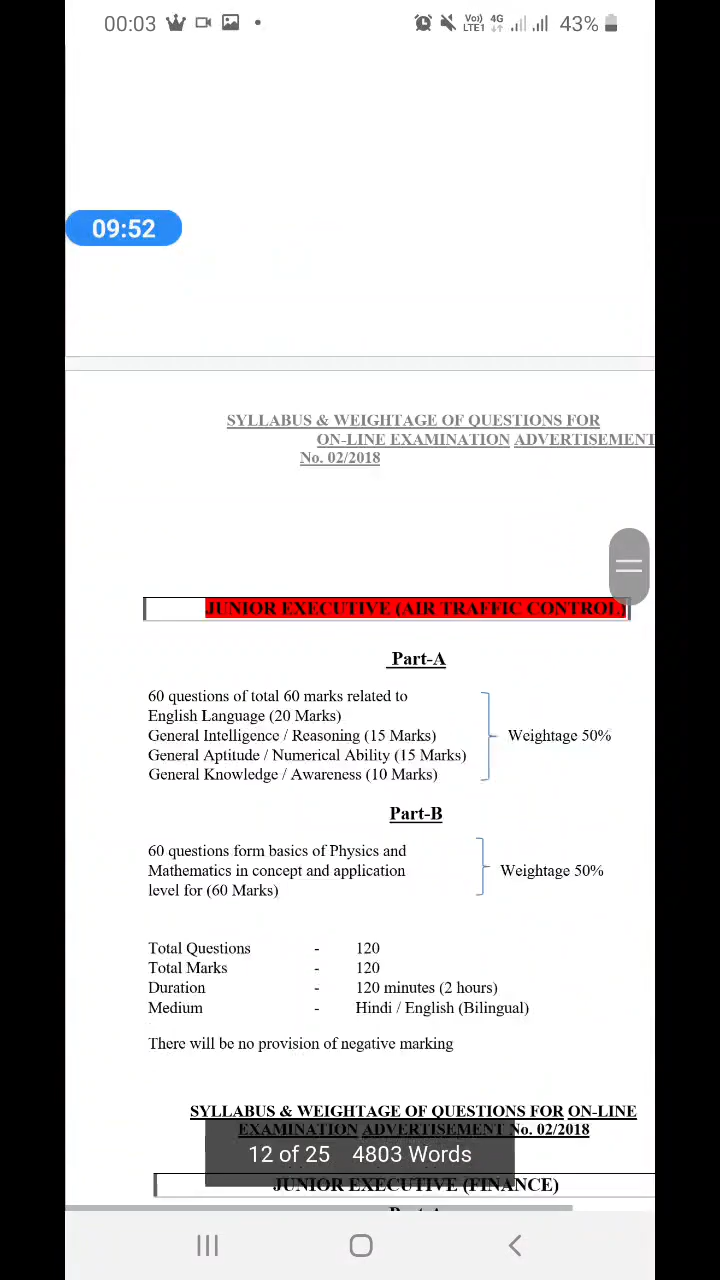 00:03
Vo)) 4G
LTE1
43%
09:52
SYLLABUS & WEIGHTAGE OF QUESTIONS FOR
ON-LINE EXAMINATION ADVERTISEMENT
No. 02/2018
JUNIOR EXECUTIVE (AIR TRAFFIC CONTROL)
Part-A
60 questions of total 60 marks related to
English Language (20 Marks)
General Intelligence / Reasoning (15 Marks)
General Aptitude / Numerical Ability (15 Marks)
General Knowledge / Awareness (10 Marks)
Weightage 50%
Part-B
60 questions form basics of Physics and
Mathematics in concept and application
level for (60 Marks)
Weightage 50%
Total Questions - 120
Total Marks - 120
Duration - 120 minutes (2 hours)
Medium - Hindi / English (Bilingual)
There will be no provision of negative marking
SYLLABUS & WEIGHTAGE OF QUESTIONS FOR ON-LINE
EXAMINATION ADVERTISEMENT No. 02/2018
12 of 25 4803 Words
JUNIOR EXECUTIVE (FINANCE)